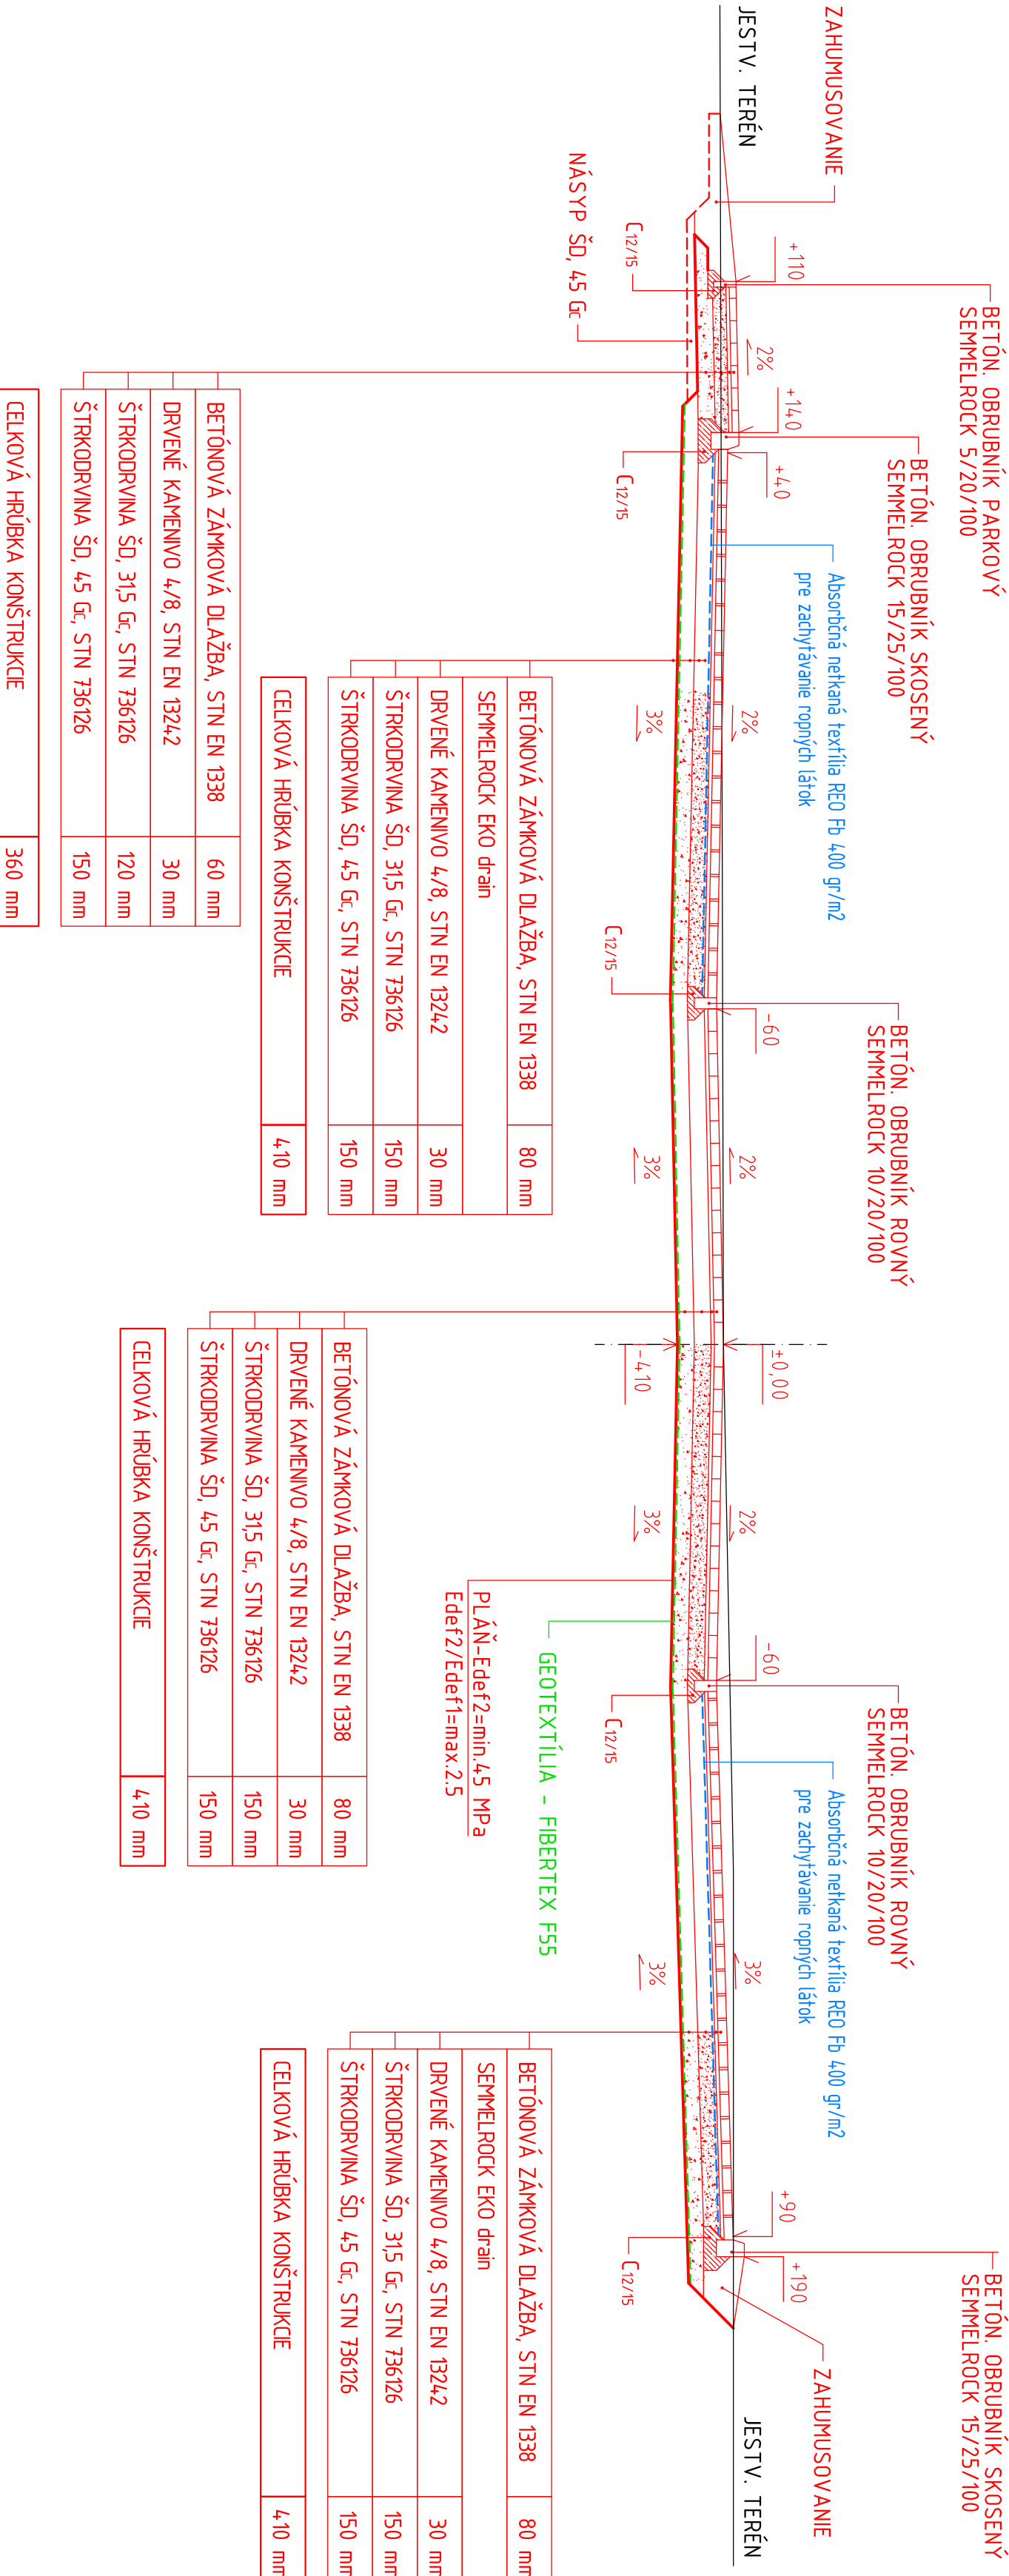 ZAHUMUSOVANIE
JESTV. TERÉN
NÁSYP ŠD, 45 Gc
C12/15
+110
BETÓN. OBRUBNÍK PARKOVÝ
SEMMELROCK 5/20/100
2%
+140
BETÓN. OBRUBNÍK SKOSENÝ
SEMMELROCK 15/25/100
+40
C12/15
Absorbčná netkaná textília REO Fb 400 gr/m2
pre zachytávanie ropných látok
2%
3%
C12/15
-60
BETÓN. OBRUBNÍK ROVNÝ
SEMMELROCK 10/20/100
2%
3%
±0,00
-410
2%
3%
PLÁŇ-Edef2=min.45 MPa
Edef2/Edef1=max.2.5
GEOTEXTÍLIA - FIBERTEX F55
-60
BETÓN. OBRUBNÍK ROVNÝ
SEMMELROCK 10/20/100
C12/15
Absorbčná netkaná textília REO Fb 400 gr/m2
pre zachytávanie ropných látok
3%
3%
+90
+190
BETÓN. OBRUBNÍK SKOSENÝ
SEMMELROCK 15/25/100
C12/15
ZAHUMUSOVANIE
JESTV. TERÉN
BETÓNOVÁ ZÁMKOVÁ DLAŽBA, STN EN 1338 60 mm
DRVENÉ KAMENIVO 4/8, STN EN 13242 30 mm
ŠTRKODRVINA ŠD, 31,5 Gc, STN 736126 120 mm
ŠTRKODRVINA ŠD, 45 Gc, STN 736126 150 mm
CELKOVÁ HRÚBKA KONŠTRUKCIE 360 mm
BETÓNOVÁ ZÁMKOVÁ DLAŽBA, STN EN 1338 80 mm
SEMMELROCK EKO drain
DRVENÉ KAMENIVO 4/8, STN EN 13242 30 mm
ŠTRKODRVINA ŠD, 31,5 Gc, STN 736126 150 mm
ŠTRKODRVINA ŠD, 45 Gc, STN 736126 150 mm
CELKOVÁ HRÚBKA KONŠTRUKCIE 410 mm
BETÓNOVÁ ZÁMKOVÁ DLAŽBA, STN EN 1338 80 mm
DRVENÉ KAMENIVO 4/8, STN EN 13242 30 mm
ŠTRKODRVINA ŠD, 31,5 Gc, STN 736126 150 mm
ŠTRKODRVINA ŠD, 45 Gc, STN 736126 150 mm
CELKOVÁ HRÚBKA KONŠTRUKCIE 410 mm
BETÓNOVÁ ZÁMKOVÁ DLAŽBA, STN EN 1338 80 mm
SEMMELROCK EKO drain
DRVENÉ KAMENIVO 4/8, STN EN 13242 30 mm
ŠTRKODRVINA ŠD, 31,5 Gc, STN 736126 150 mm
ŠTRKODRVINA ŠD, 45 Gc, STN 736126 150 mm
CELKOVÁ HRÚBKA KONŠTRUKCIE 410 mm